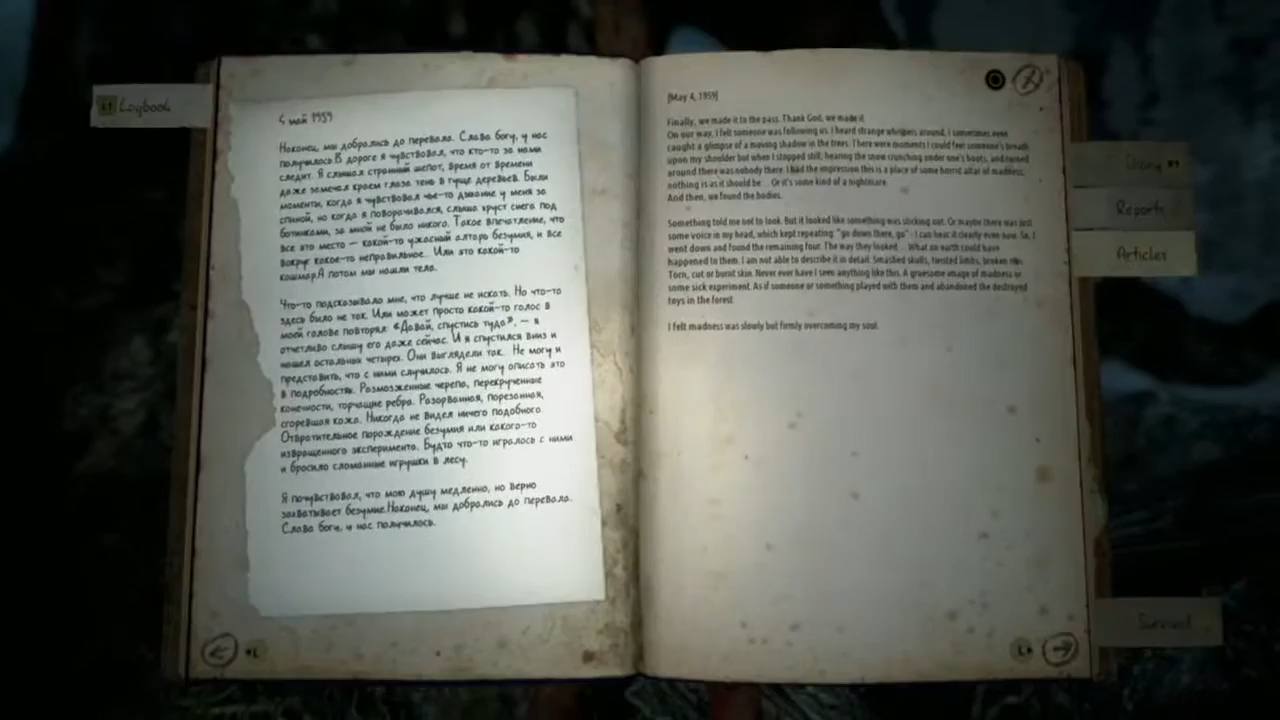 L1 Logbook
4 май 1959
Наконец, мы добрались до перевала. Слава богу, у нас
получилось.В дороге я чувствовал, что кто-то за нами
следит. Я слышал странный шепот, время от времени
даже замечал краем глаза тень в гуще деревьев. Были
моменты, когда я чувствовал чье-то дыхание у меня за
спиной, но когда я поворачивался, слыша хруст снега под
ботинками, за мной не было никого. Такое впечатление, что
все это место — какой-то ужасный алтарь безумия, и все
вокруг какое-то неправильное... Или это какой-то
кошмар.А потом мы нашли тела.
Что-то подсказывало мне, что лучше не искать. Но что-то
здесь было не так. Или может просто какой-то голос в
моей голове повторял: «Давай, спустись туда», — я
отчетливо слышу его даже сейчас. И я спустился вниз и
нашел остальных четырех. Они выглядели так... Не могу и
представить, что с ними случилось. Я не могу описать это
в подробностях. Размозженные черепа, перекрученные
конечности, торчащие ребра. Разорванная, порезанная,
сгоревшая кожа. Никогда не видел ничего подобного.
Отвратительное порождение безумия или какого-то
извращенного эксперимента. Будто что-то игралось с ними
и бросило сломанные игрушки в лесу.
Я почувствовал, что мою душу медленно, но верно
захватывает безумие.Наконец, мы добрались до перевала.
Слава богу, у нас получилось.
[May 4, 1959]
Finally, we made it to the pass. Thank God, we made it.
On our way, I felt someone was following us. I heard strange whispers around, I sometimes even
caught a glimpse of a moving shadow in the trees. There were moments I could feel someone's breath
upon my shoulder but when I stopped still, hearing the snow crunching under one's boots, and turned
around there was nobody there. I had the impression this is a place of some horrid altar of madness,
nothing is as it should be... Or it's some kind of a nightmare.
And then, we found the bodies.
Something told me not to look. But it looked like something was sticking out. Or maybe there was just
some voice in my head, which kept repeating: "go down there, go" - I can hear it clearly even now. So, I
went down and found the remaining four. The way they looked... What on earth could have
happened to them. I am not able to describe it in detail. Smashed skulls, twisted limbs, broken ribs.
Torn, cut or burnt skin. Never ever have I seen anything like this. A gruesome image of madness or
some sick experiment. As if someone or something played with them and abandoned the destroyed
toys in the forest.
I felt madness was slowly but firmly overcoming my soul.
R1
Reports
Articles
L
L